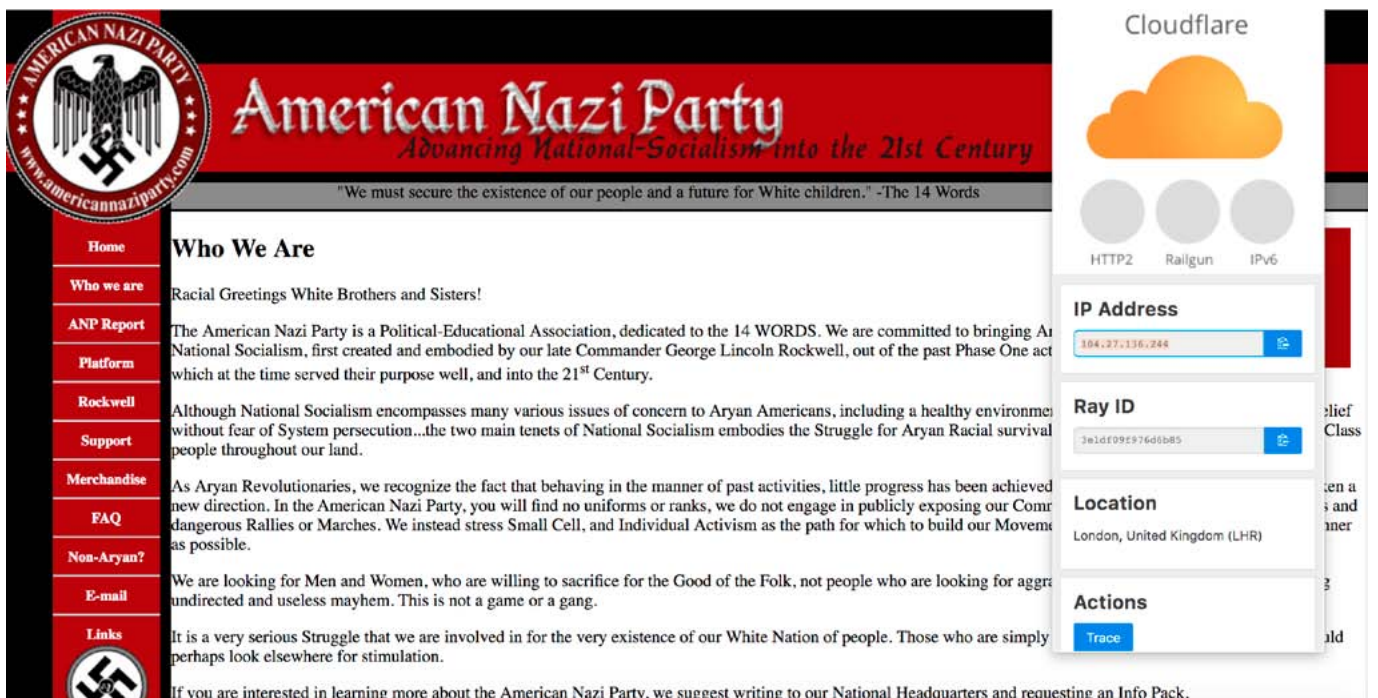 AMERICAN NAZI PARTY
www.americannaziparty.com
American Nazi Party
Advancing National-Socialism into the 21st Century
"We must secure the existence of our people and a future for White children." -The 14 Words
Home
Who we are
ANP Report
Platform
Rockwell
Support
Merchandise
FAQ
Non-Aryan?
E-mail
Links
Who We Are
Racial Greetings White Brothers and Sisters!
The American Nazi Party is a Political-Educational Association, dedicated to the 14 WORDS. We are committed to bringing
National Socialism, first created and embodied by our late Commander George Lincoln Rockwell, out of the past Phase One
which at the time served their purpose well, and into the 21st Century.
Although National Socialism encompasses many various issues of concern to Aryan Americans, including a healthy
without fear of System persecution...the two main tenets of National Socialism embodies the Struggle for Aryan Racial survival Class
people throughout our land.
As Aryan Revolutionaries, we recognize the fact that behaving in the manner of past activities, little progress has been achieved a
new direction. In the American Nazi Party, you will find no uniforms or ranks, we do not engage in publicly exposing our and
dangerous Rallies or Marches. We instead stress Small Cell, and Individual Activism as the path for which to build our
as possible.
We are looking for Men and Women, who are willing to sacrifice for the Good of the Folk, not people who are looking for
undirected and useless mayhem. This is not a game or a gang.
It is a very serious Struggle that we are involved in for the very existence of our White Nation of people. Those who are simply
perhaps look elsewhere for stimulation.
If you are interested in learning more about the American Nazi Party, we suggest writing to our National Headquarters and requesting an Info Pack.
Cloudflare
HTTP2 Railgun IPv6
IP Address
104.27.136.244
Ray ID
3e1df09f976d6b85
Location
London, United Kingdom (LHR)
Actions
Trace